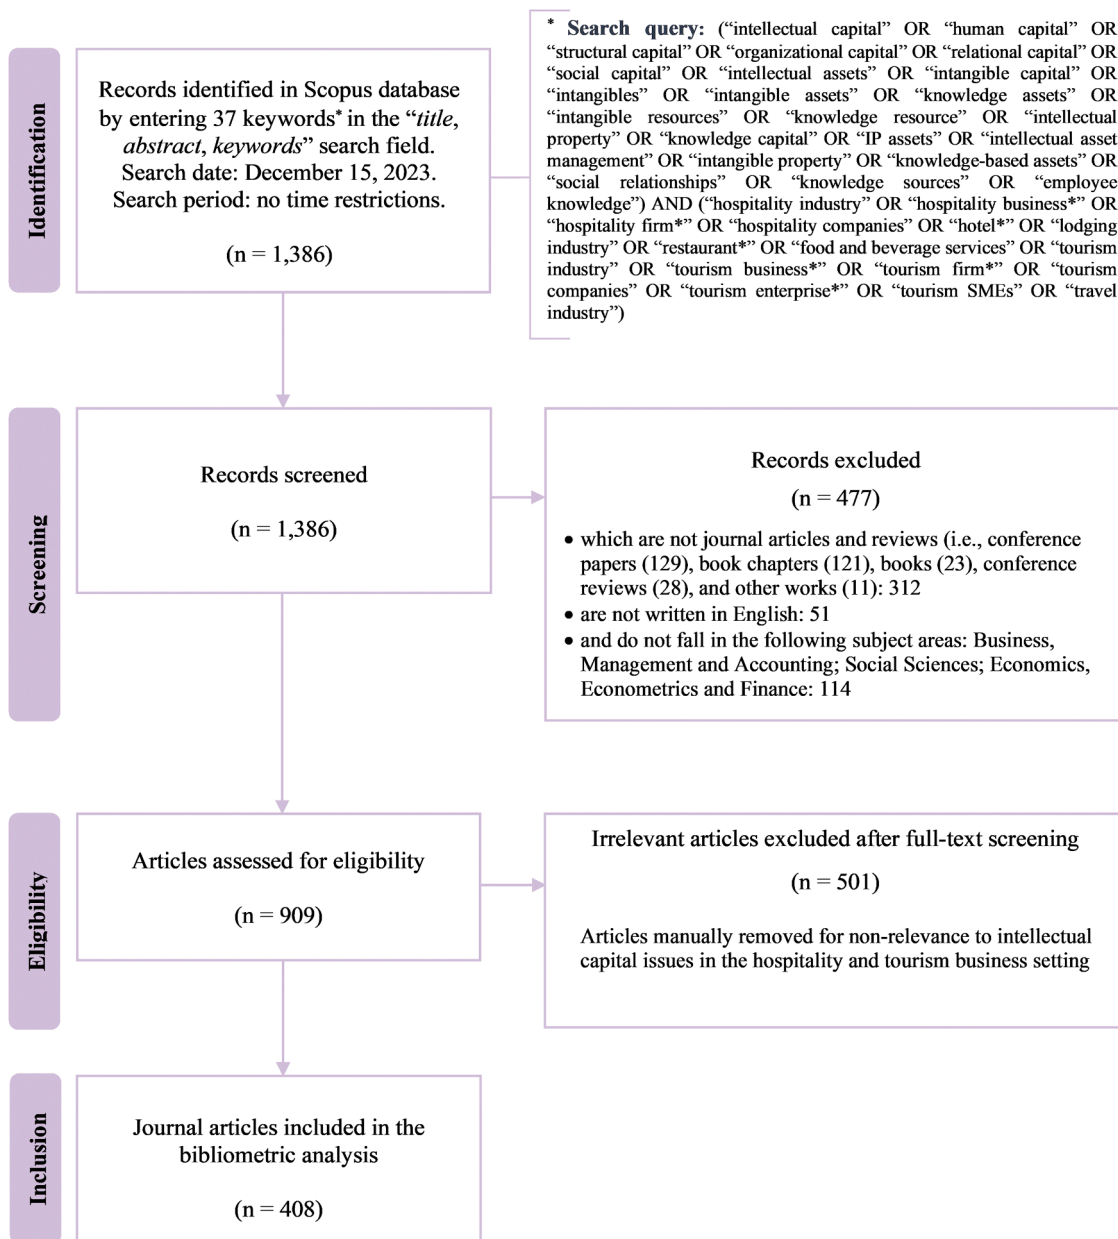 Identification
Records identified in Scopus database
by entering 37 keywords* in the “title,
abstract, keywords” search field.
Search date: December 15, 2023.
Search period: no time restrictions.
(n = 1,386)
* Search query: (“intellectual capital” OR “human capital” OR
“structural capital” OR “organizational capital” OR “relational capital” OR
“social capital” OR “intellectual assets” OR “intangible capital” OR
“intangibles” OR “intangible assets” OR “knowledge assets” OR
“intangible resources” OR “knowledge resource” OR “intellectual
property” OR “knowledge capital” OR “IP assets” OR “intellectual asset
management” OR “intangible property” OR “knowledge-based assets” OR
“social relationships” OR “knowledge sources” OR “employee
knowledge”) AND (“hospitality industry” OR “hospitality business*” OR
“hospitality firm*” OR “hospitality companies” OR “hotel*” OR “lodging
industry” OR “restaurant*” OR “food and beverage services” OR “tourism
industry” OR “tourism business*” OR “tourism firm*” OR “tourism
companies” OR “tourism enterprise*” OR “tourism SMEs” OR “travel
industry”)
Screening
Records screened
(n = 1,386)
Records excluded
(n = 477)
• which are not journal articles and reviews (i.e., conference
papers (129), book chapters (121), books (23), conference
reviews (28), and other works (11): 312
• are not written in English: 51
• and do not fall in the following subject areas: Business,
Management and Accounting; Social Sciences; Economics,
Econometrics and Finance: 114
Eligibility
Articles assessed for eligibility
(n = 909)
Irrelevant articles excluded after full-text screening
(n = 501)
Articles manually removed for non-relevance to intellectual
capital issues in the hospitality and tourism business setting
Inclusion
Journal articles included in the
bibliometric analysis
(n = 408)